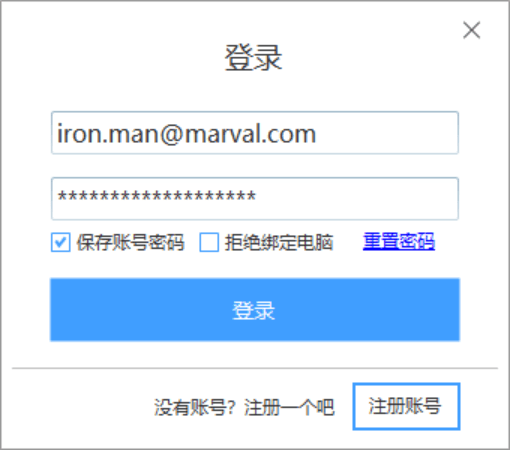 登录
iron.man@marval.com
*******************
保存账号密码 拒绝绑定电脑 重置密码
登录
没有账号？注册一个吧 注册账号